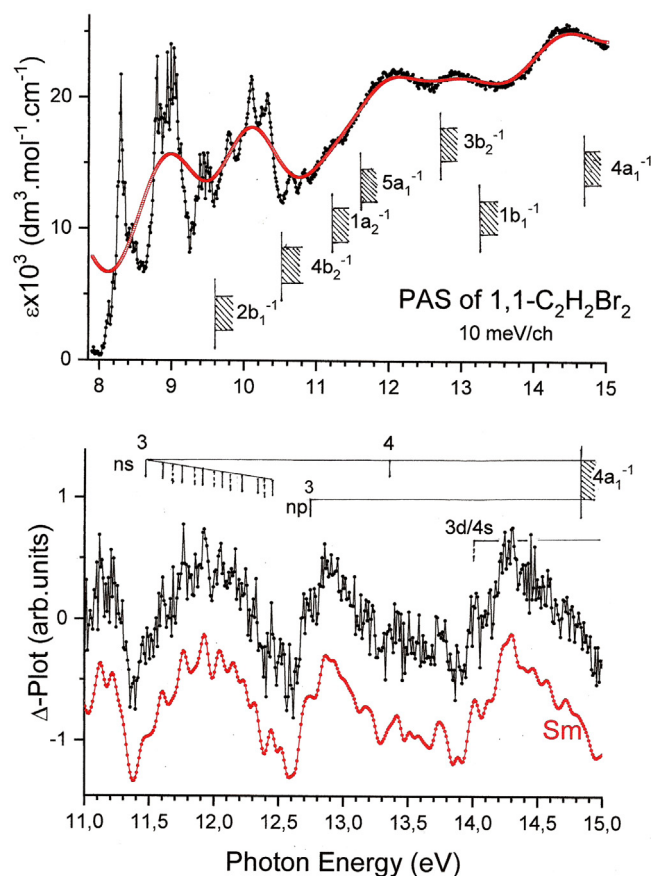 εx10³ (dm³.mol⁻¹.cm⁻¹)
20
10
0
2b₁⁻¹
4b₂⁻¹
1a₂⁻¹
5a₁⁻¹
3b₂⁻¹
1b₁⁻¹
4a₁⁻¹
PAS of 1,1-C₂H₂Br₂
10 meV/ch
8 9 10 11 12 13 14 15
Δ-Plot (arb.units)
1
0
-1
3 4
ns
3
np
4a₁⁻¹
3d/4s
Sm
11,0 11,5 12,0 12,5 13,0 13,5 14,0 14,5 15,0
Photon Energy (eV)